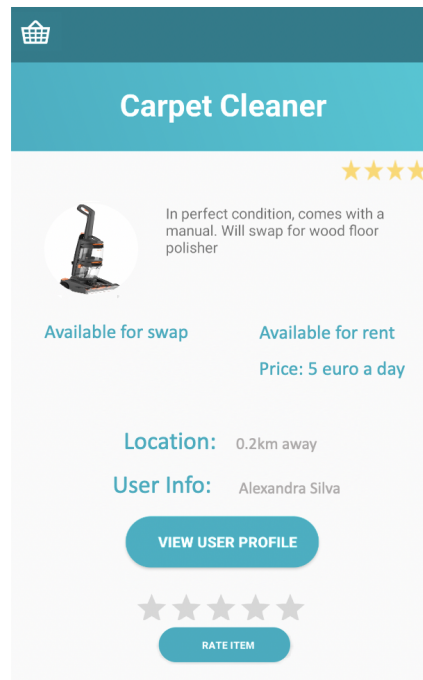 Carpet Cleaner
In perfect condition, comes with a
manual. Will swap for wood floor
polisher
Available for swap
Available for rent
Price: 5 euro a day
Location: 0.2km away
User Info: Alexandra Silva
VIEW USER PROFILE
RATE ITEM